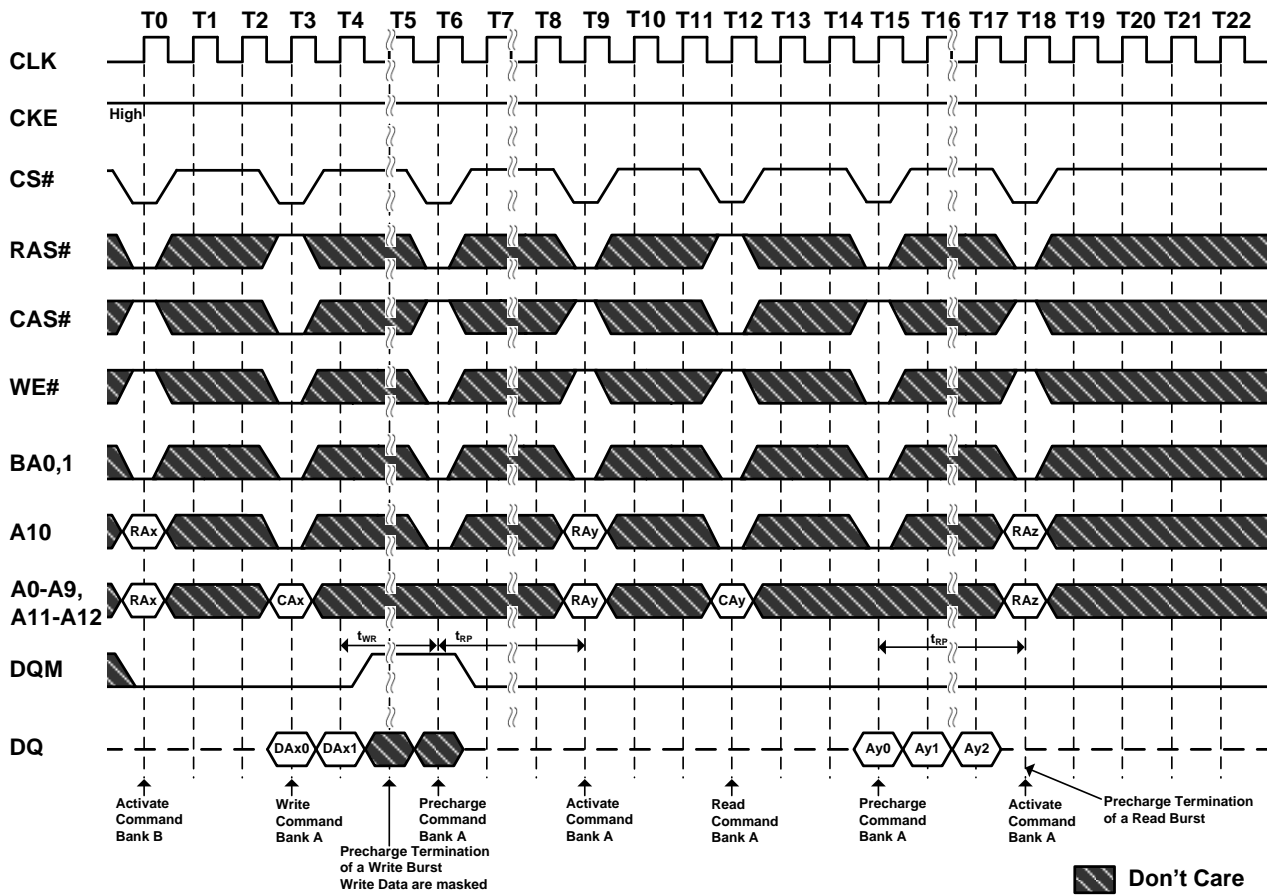 T0 T1 T2 T3 T4 T5 T6 T7 T8 T9 T10 T11 T12 T13 T14 T15 T16 T17 T18 T19 T20 T21 T22
CLK
CKE
High
CS#
RAS#
CAS#
WE#
BA0,1
A10
RAx RAy RAz
A0-A9,
A11-A12
RAx CAx RAy CAy RAz
tWR tRP tRP
DQM
DQ
DAx0 DAx1 Ay0 Ay1 Ay2
Activate
Command
Bank B
Write
Command
Bank A
Precharge Termination
of a Write Burst
Write Data are masked
Precharge
Command
Bank A
Activate
Command
Bank A
Read
Command
Bank A
Precharge
Command
Bank A
Activate
Command
Bank A
Precharge Termination
of a Read Burst
Don't Care